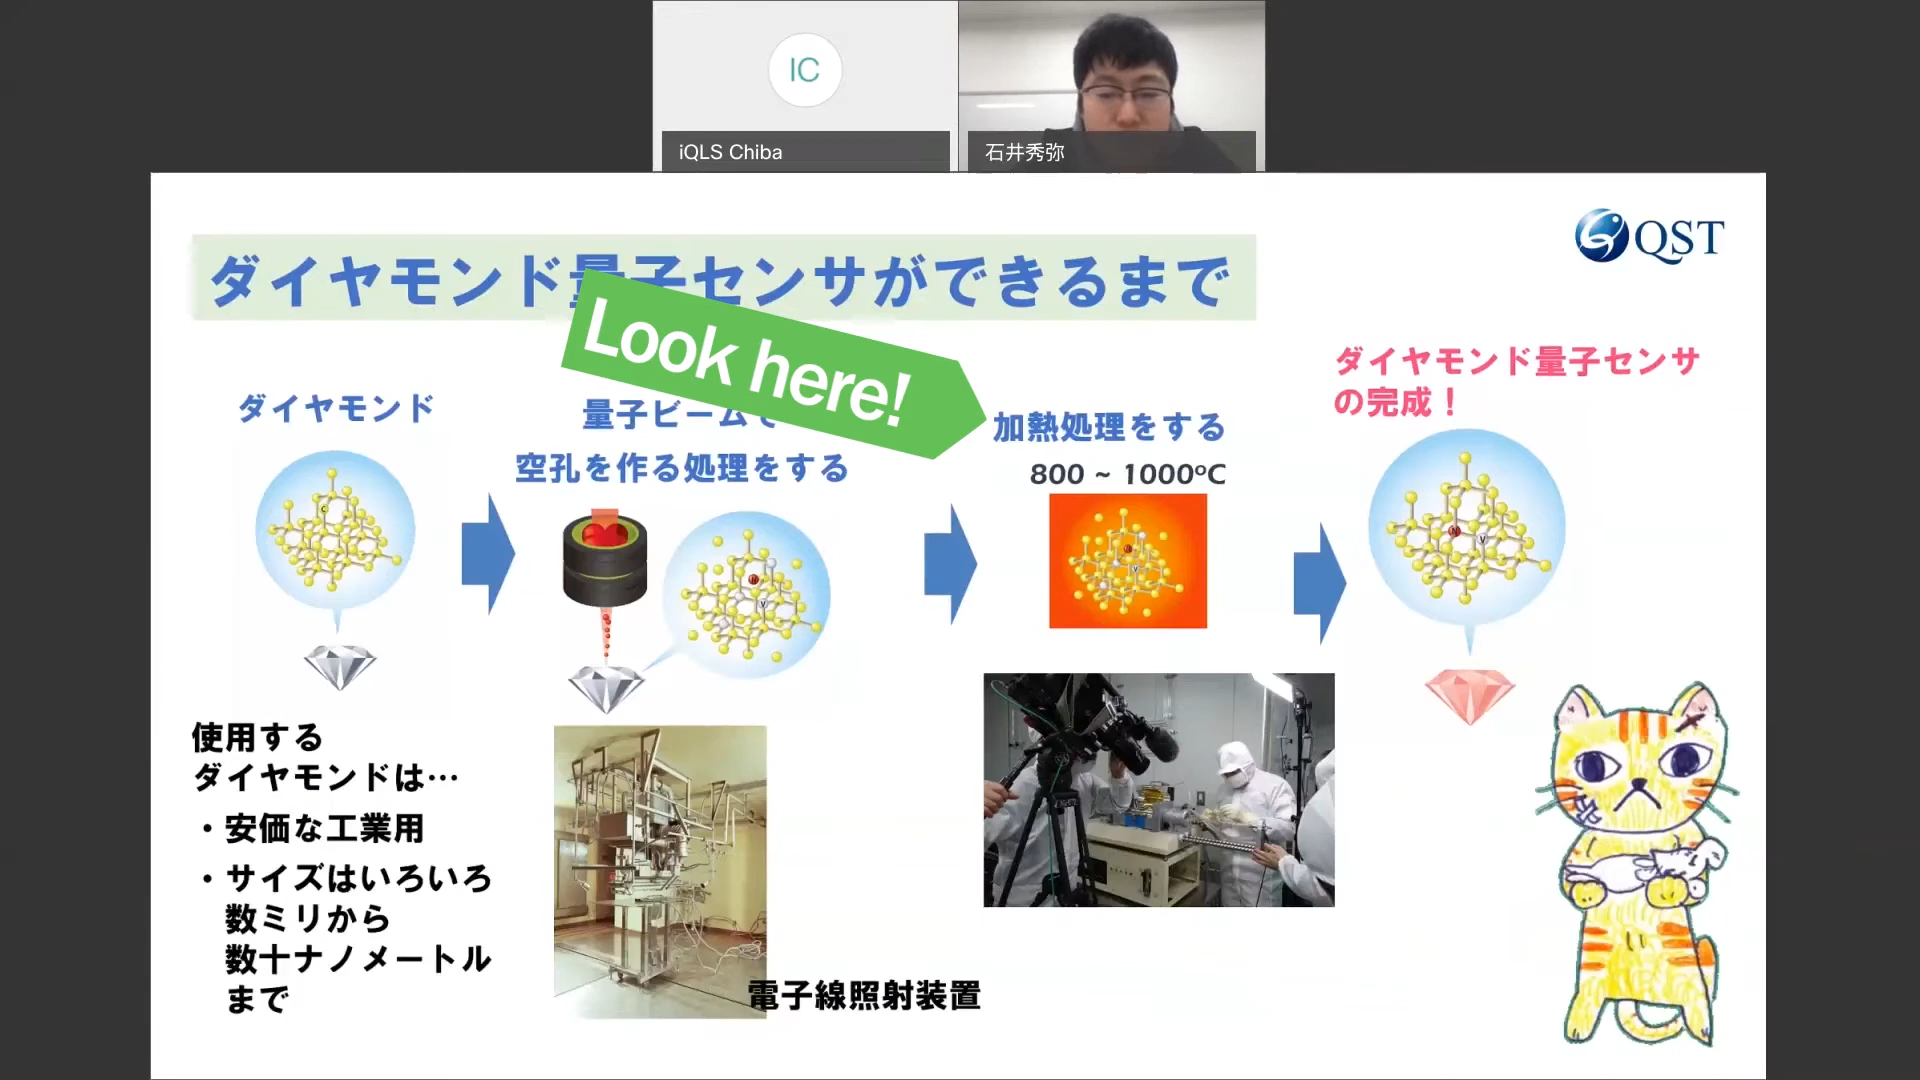 IC
iQLS Chiba
石井秀弥
QST
ダイヤモンド量子センサができるまで
Look here!
ダイヤモンド
量子ビームで
空孔を作る処理をする
加熱処理をする
800 ~ 1000ºC
ダイヤモンド量子センサ
の完成！
C
N
V
N
V
N
V
使用する
ダイヤモンドは…
・安価な工業用
・サイズはいろいろ
数ミリから
数十ナノメートル
まで
電子線照射装置